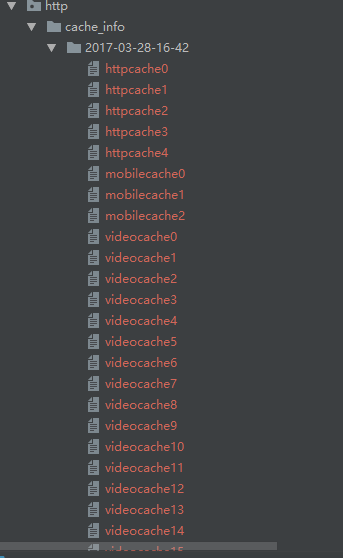 http
cache_info
2017-03-28-16-42
httpcache0
httpcache1
httpcache2
httpcache3
httpcache4
mobilecache0
mobilecache1
mobilecache2
videocache0
videocache1
videocache2
videocache3
videocache4
videocache5
videocache6
videocache7
videocache8
videocache9
videocache10
videocache11
videocache12
videocache13
videocache14
videocache15